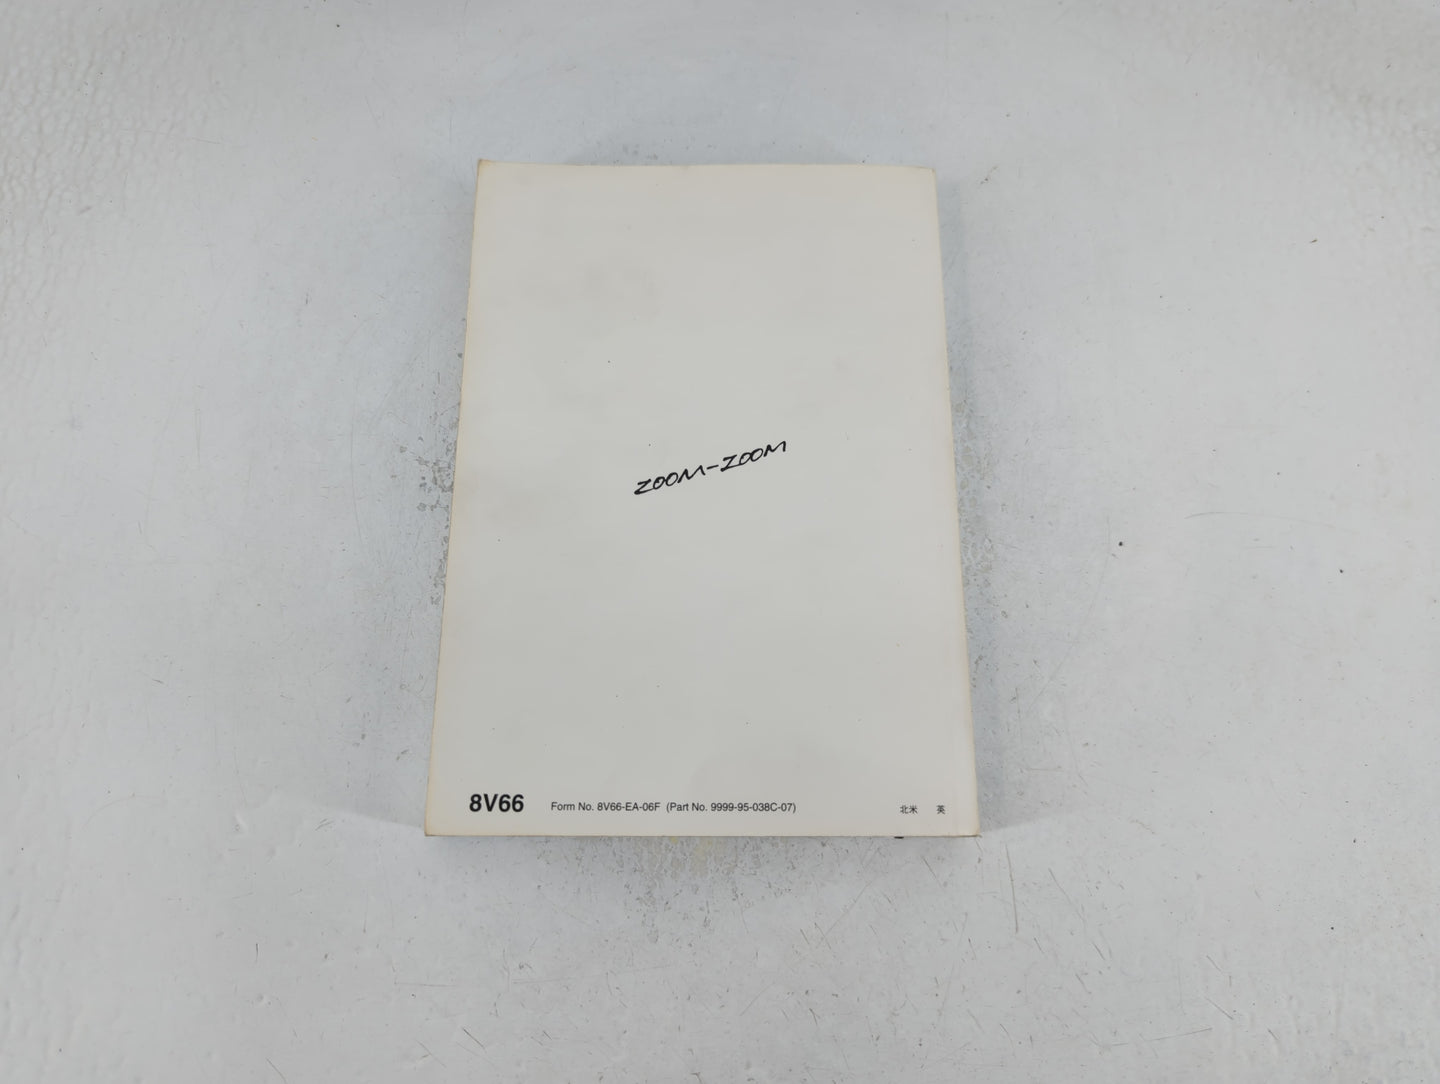 ZOOM-ZOOM
8V66 Form No. 8V66-EA-06F (Part No. 9999-95-038C-07) 北米 英